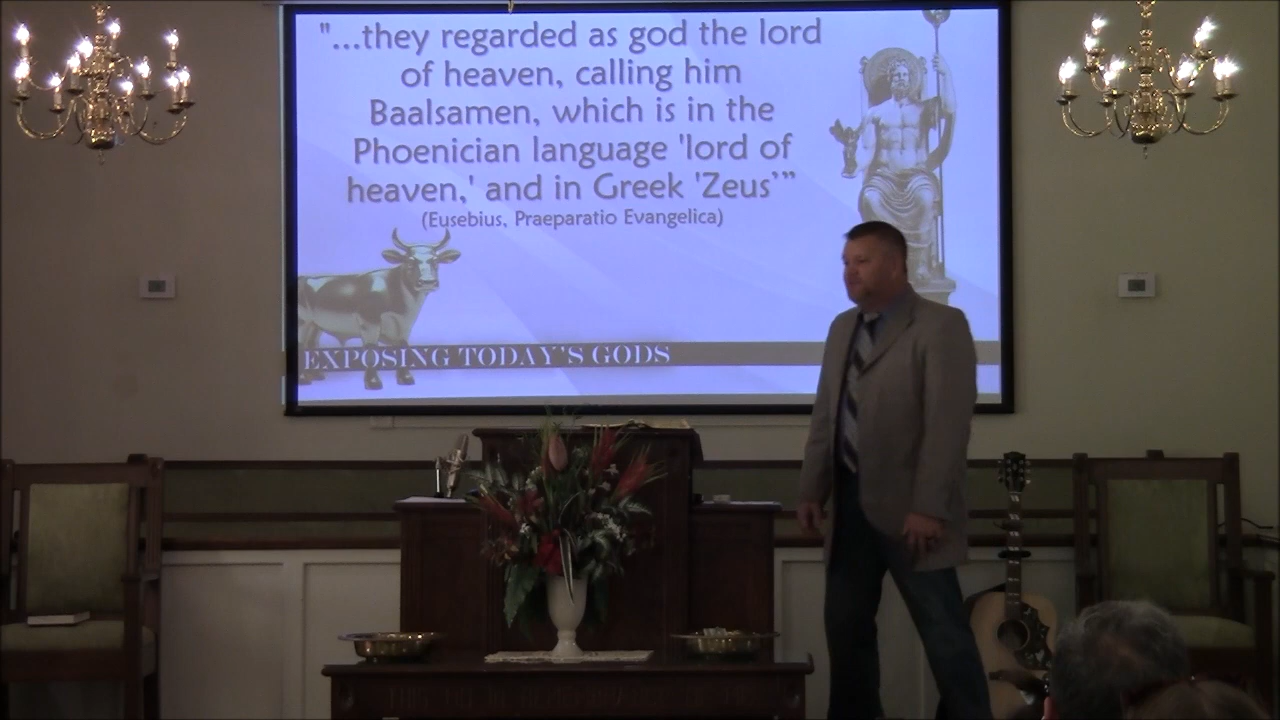 "...they regarded as god the lord
of heaven, calling him
Baalsamen, which is in the
Phoenician language 'lord of
heaven,' and in Greek 'Zeus'"
(Eusebius, Praeparatio Evangelica)
EXPOSING TODAY'S GODS